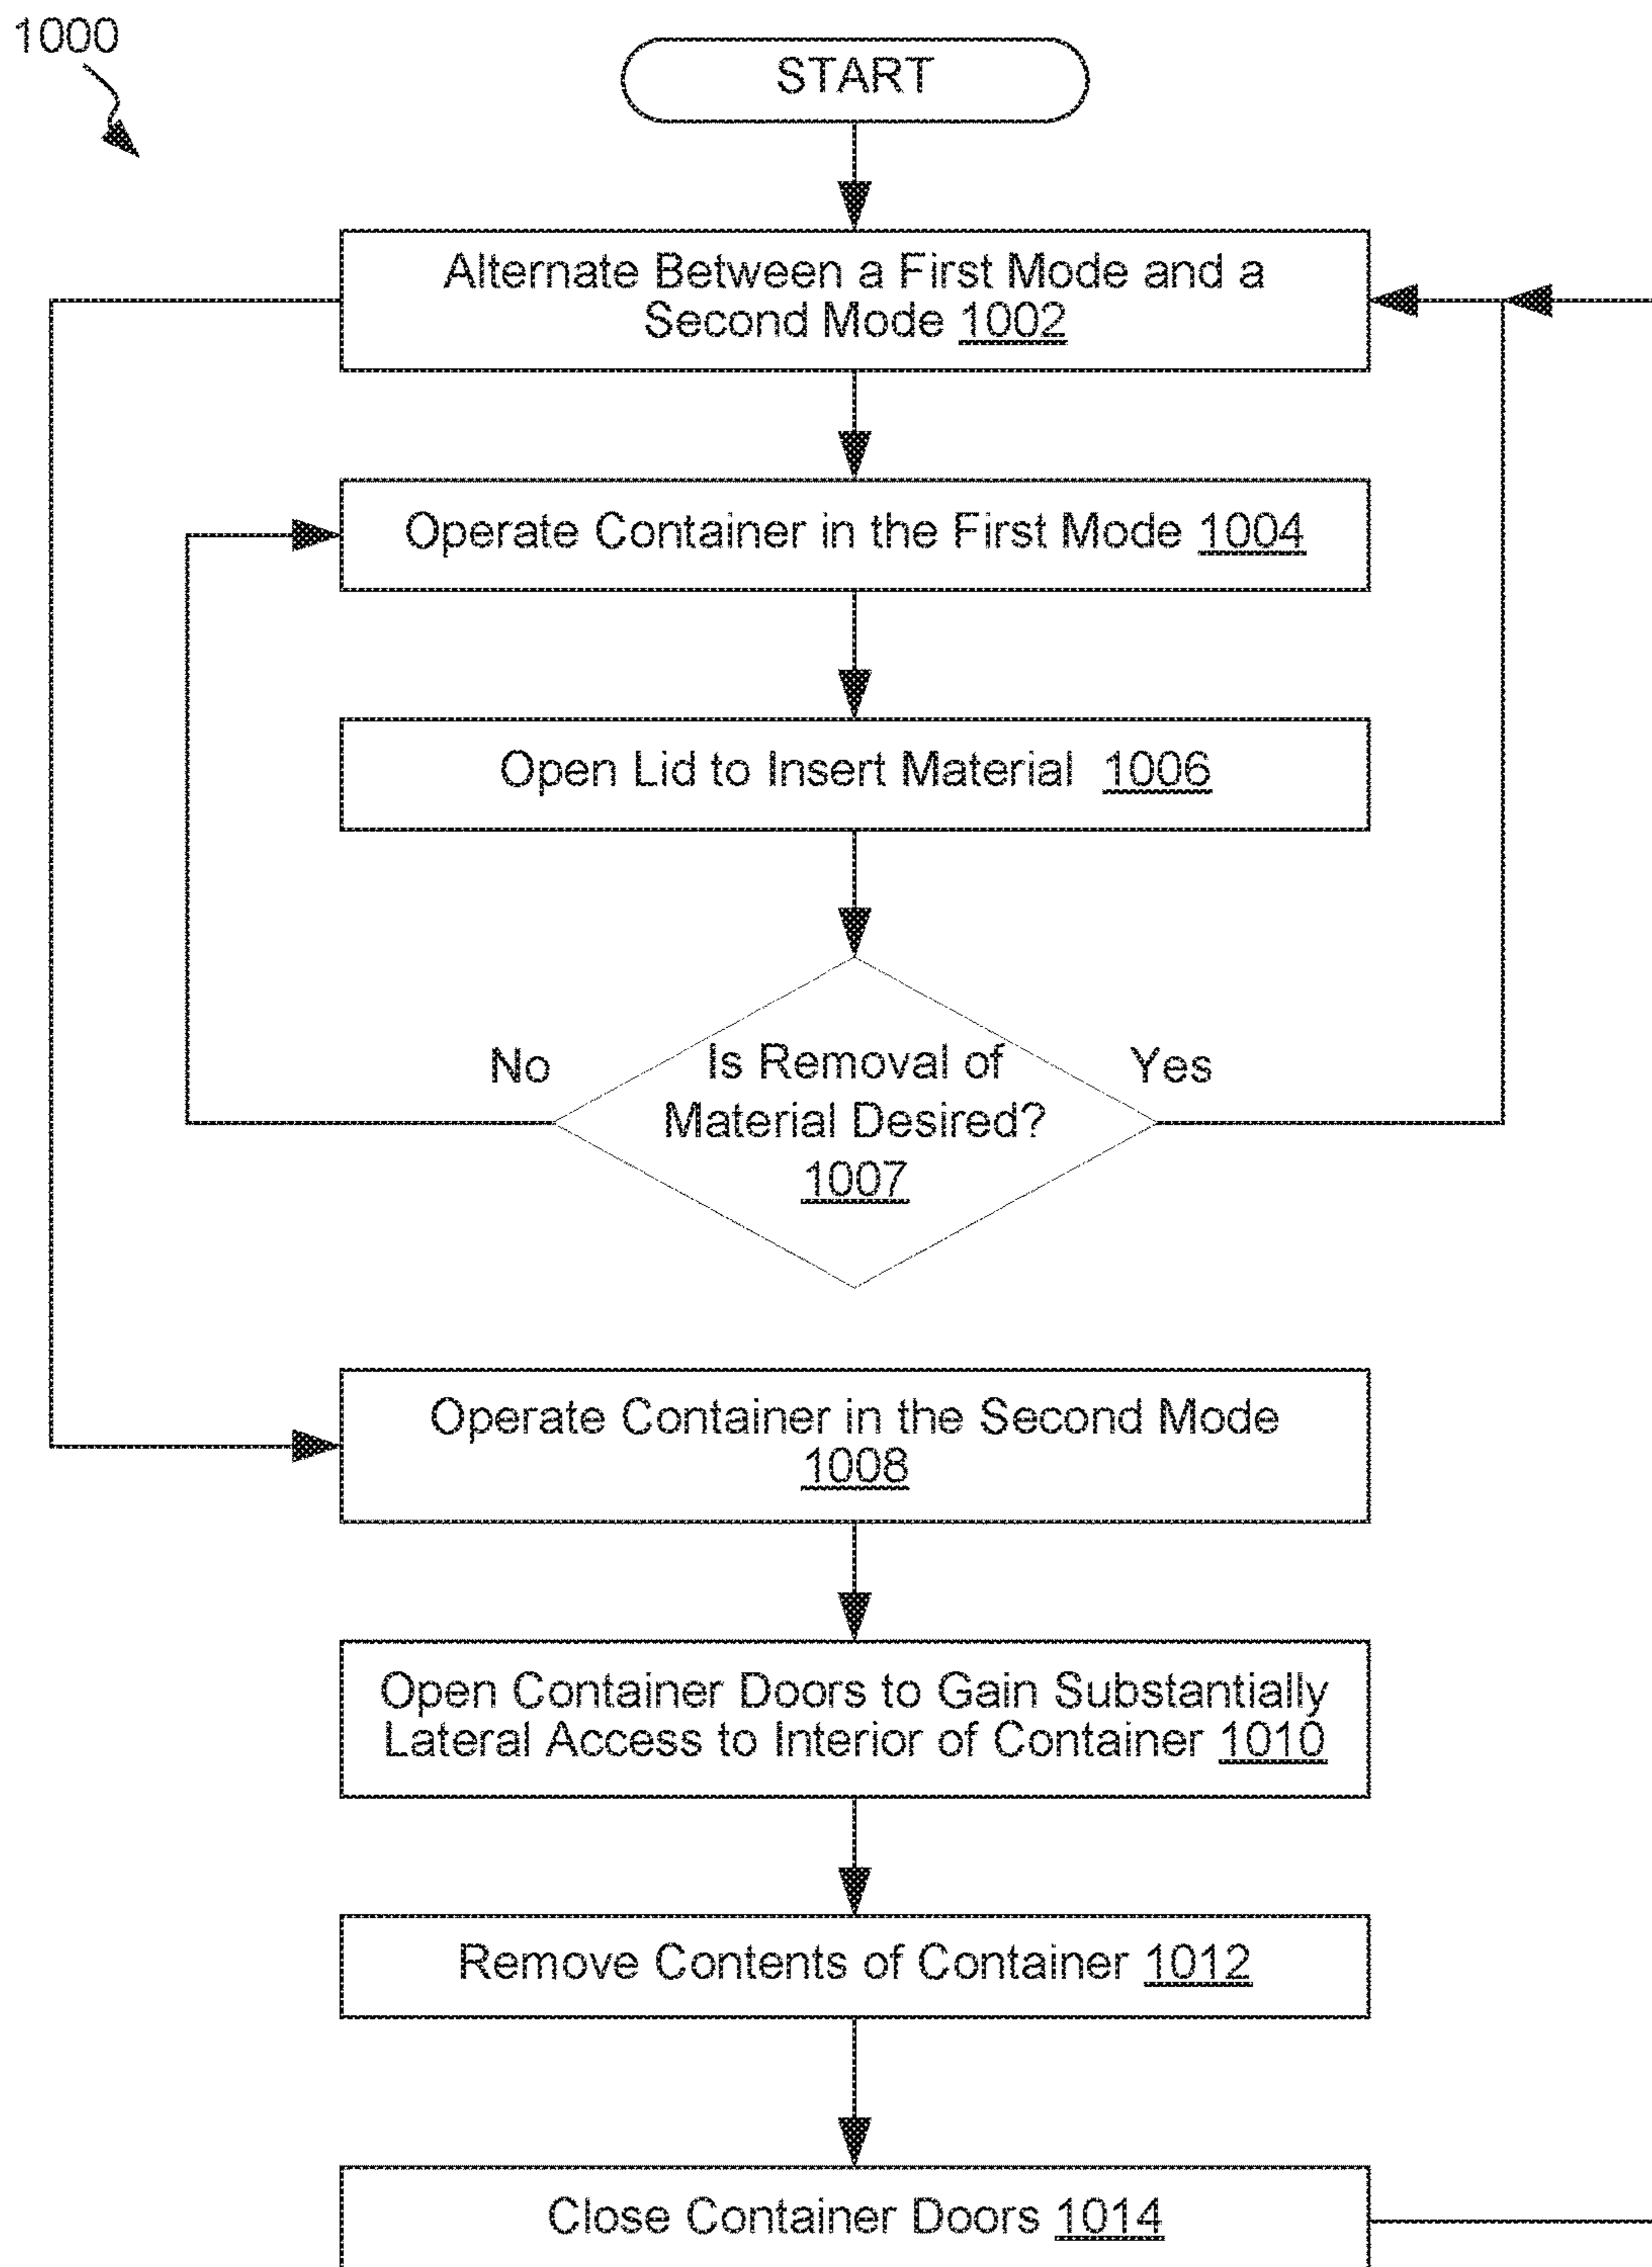 1000
START
Alternate Between a First Mode and a
Second Mode 1002
Operate Container in the First Mode 1004
Open Lid to Insert Material 1006
No
Is Removal of
Yes
Material Desired?
1007
Operate Container in the Second Mode
1008
Open Container Doors to Gain Substantially
Lateral Access to Interior of Container 1010
Remove Contents of Container 1012
Close Container Doors 1014